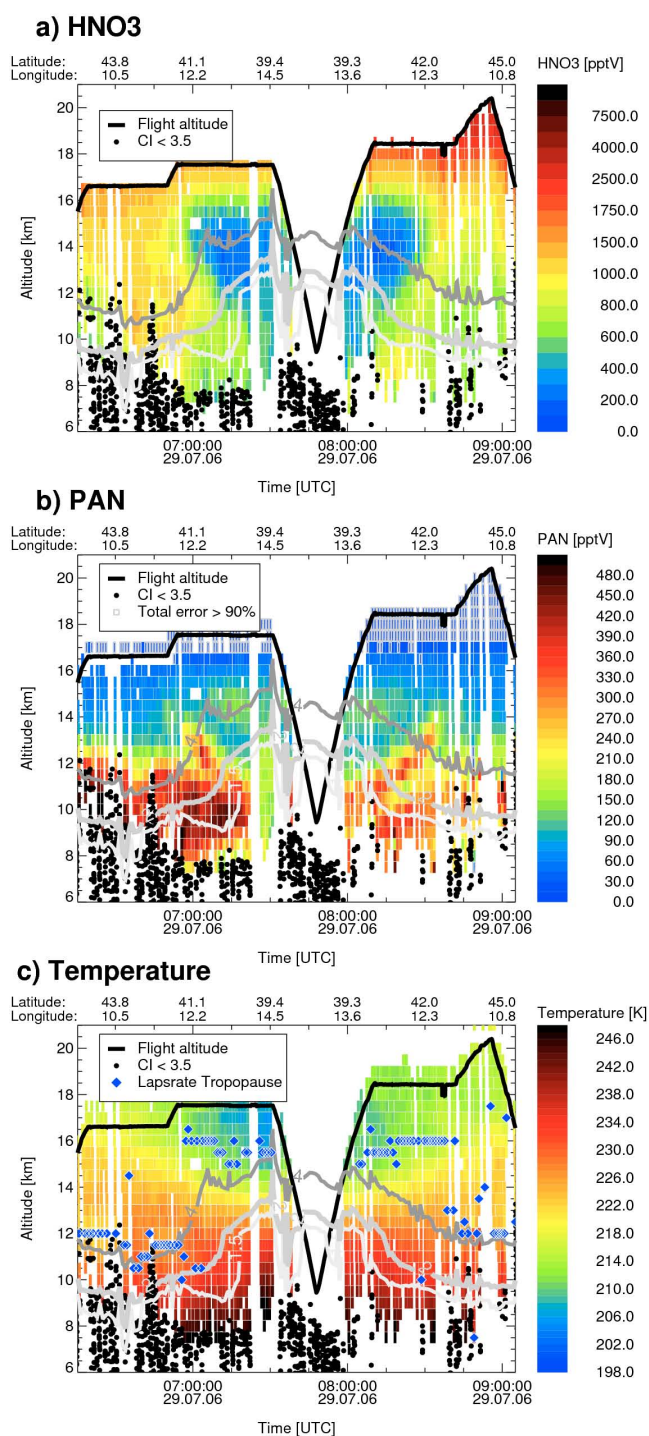 a) HNO3
Latitude: 43.8 41.1 39.4 39.3 42.0 45.0
Longitude: 10.5 12.2 14.5 13.6 12.3 10.8
HNO3 [pptV]
Flight altitude
CI < 3.5
Altitude [km]
20
18
16
14
12
10
8
6
7500.0
4000.0
2500.0
1750.0
1500.0
1000.0
800.0
600.0
400.0
200.0
0.0
07:00:00 08:00:00 09:00:00
29.07.06 29.07.06 29.07.06
Time [UTC]
b) PAN
Latitude: 43.8 41.1 39.4 39.3 42.0 45.0
Longitude: 10.5 12.2 14.5 13.6 12.3 10.8
PAN [pptV]
Flight altitude
CI < 3.5
Total error > 90%
Altitude [km]
20
18
16
14
12
10
8
6
4
4
1.5
480.0
450.0
420.0
390.0
360.0
330.0
300.0
270.0
240.0
210.0
180.0
150.0
120.0
90.0
60.0
30.0
0.0
07:00:00 08:00:00 09:00:00
29.07.06 29.07.06 29.07.06
Time [UTC]
c) Temperature
Latitude: 43.8 41.1 39.4 39.3 42.0 45.0
Longitude: 10.5 12.2 14.5 13.6 12.3 10.8
Temperature [K]
Flight altitude
CI < 3.5
Lapsrate Tropopause
Altitude [km]
20
18
16
14
12
10
8
6
4
4
1.5
246.0
242.0
238.0
234.0
230.0
226.0
222.0
218.0
214.0
210.0
206.0
202.0
198.0
07:00:00 08:00:00 09:00:00
29.07.06 29.07.06 29.07.06
Time [UTC]